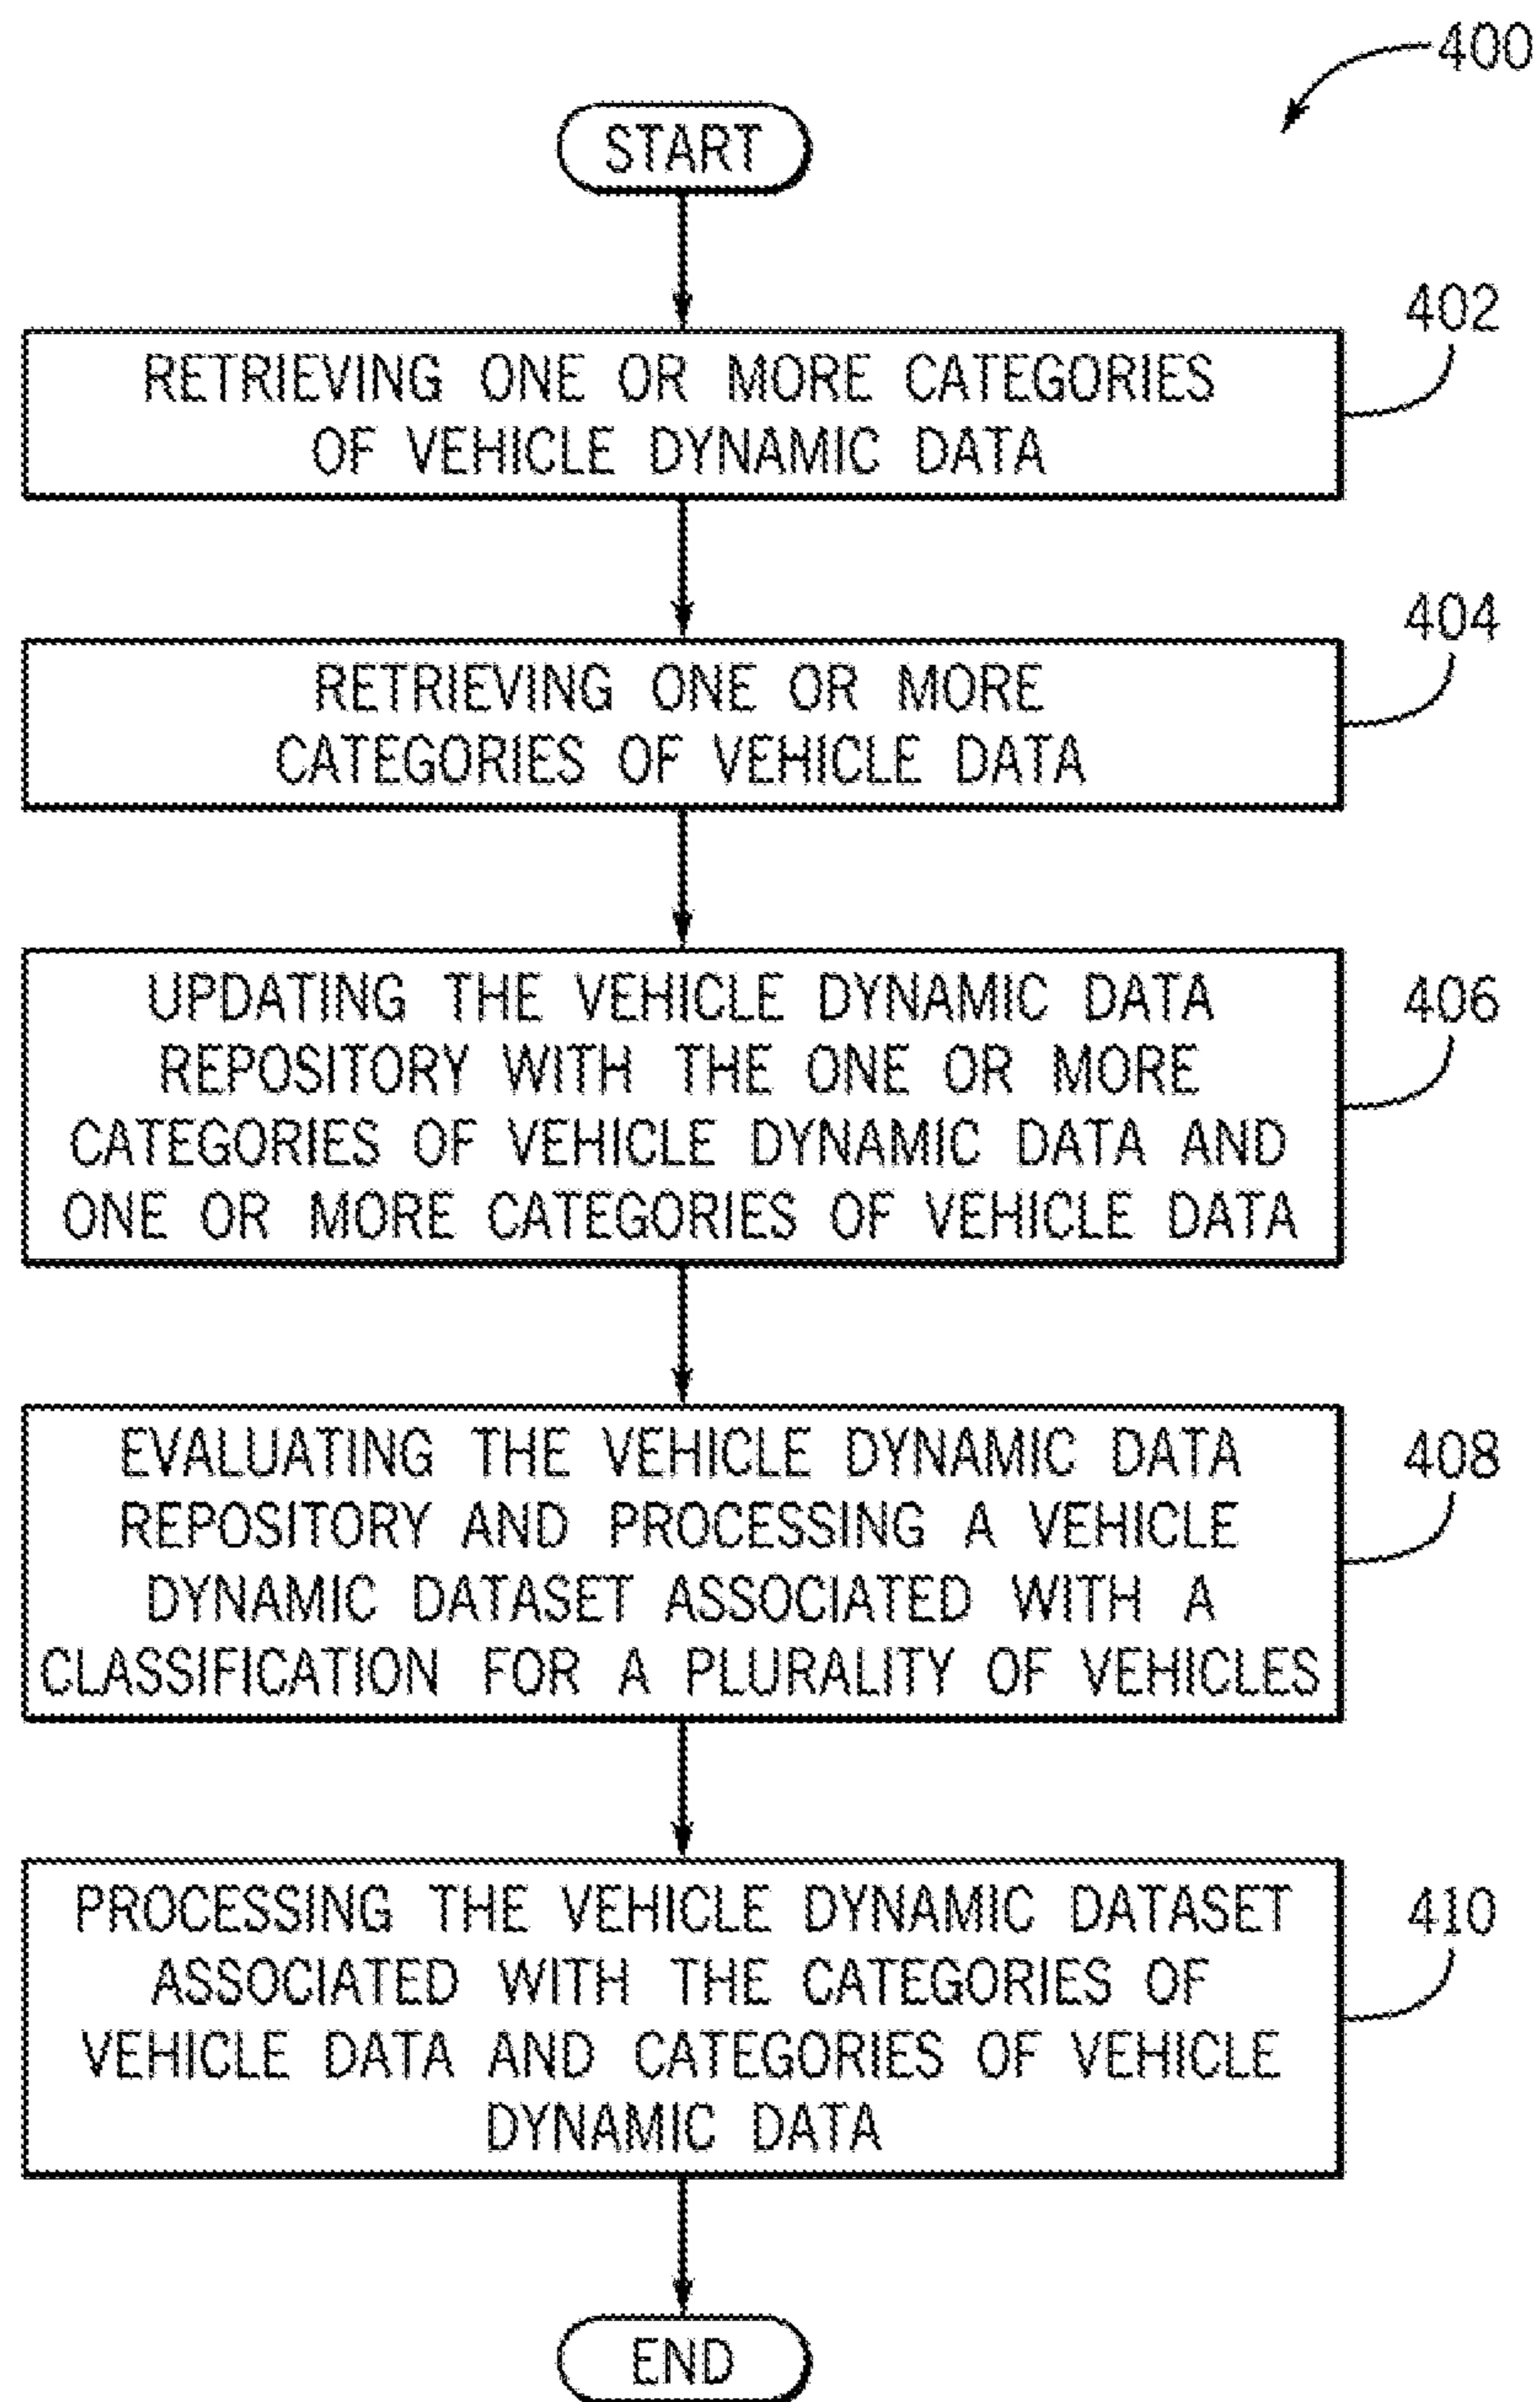 400
START
402
RETRIEVING ONE OR MORE CATEGORIES
OF VEHICLE DYNAMIC DATA
404
RETRIEVING ONE OR MORE
CATEGORIES OF VEHICLE DATA
406
UPDATING THE VEHICLE DYNAMIC DATA
REPOSITORY WITH THE ONE OR MORE
CATEGORIES OF VEHICLE DYNAMIC DATA AND
ONE OR MORE CATEGORIES OF VEHICLE DATA
408
EVALUATING THE VEHICLE DYNAMIC DATA
REPOSITORY AND PROCESSING A VEHICLE
DYNAMIC DATASET ASSOCIATED WITH A
CLASSIFICATION FOR A PLURALITY OF VEHICLES
410
PROCESSING THE VEHICLE DYNAMIC DATASET
ASSOCIATED WITH THE CATEGORIES OF
VEHICLE DATA AND CATEGORIES OF VEHICLE
DYNAMIC DATA
END